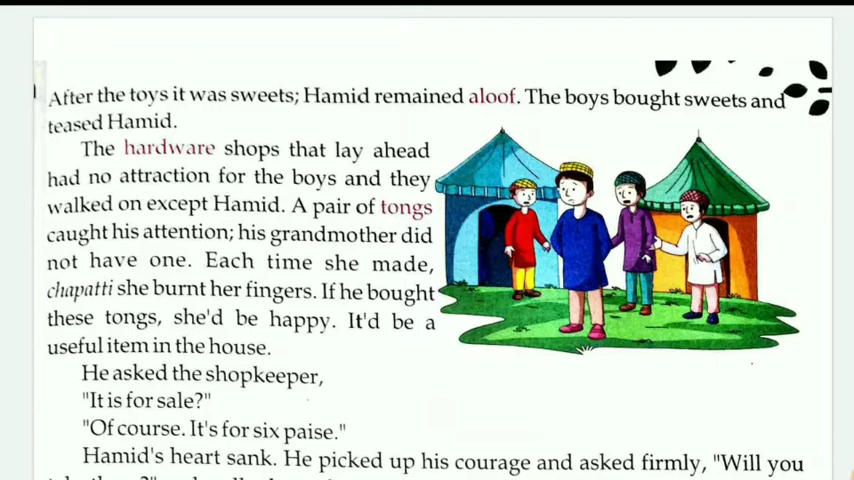 After the toys it was sweets; Hamid remained aloof. The boys bought sweets and
teased Hamid.
The hardware shops that lay ahead
had no attraction for the boys and they
walked on except Hamid. A pair of tongs
caught his attention; his grandmother did
not have one. Each time she made,
chapatti she burnt her fingers. If he bought
these tongs, she'd be happy. It'd be a
useful item in the house.
He asked the shopkeeper,
"It is for sale?"
"Of course. It's for six paise."
Hamid's heart sank. He picked up his courage and asked firmly, "Will you